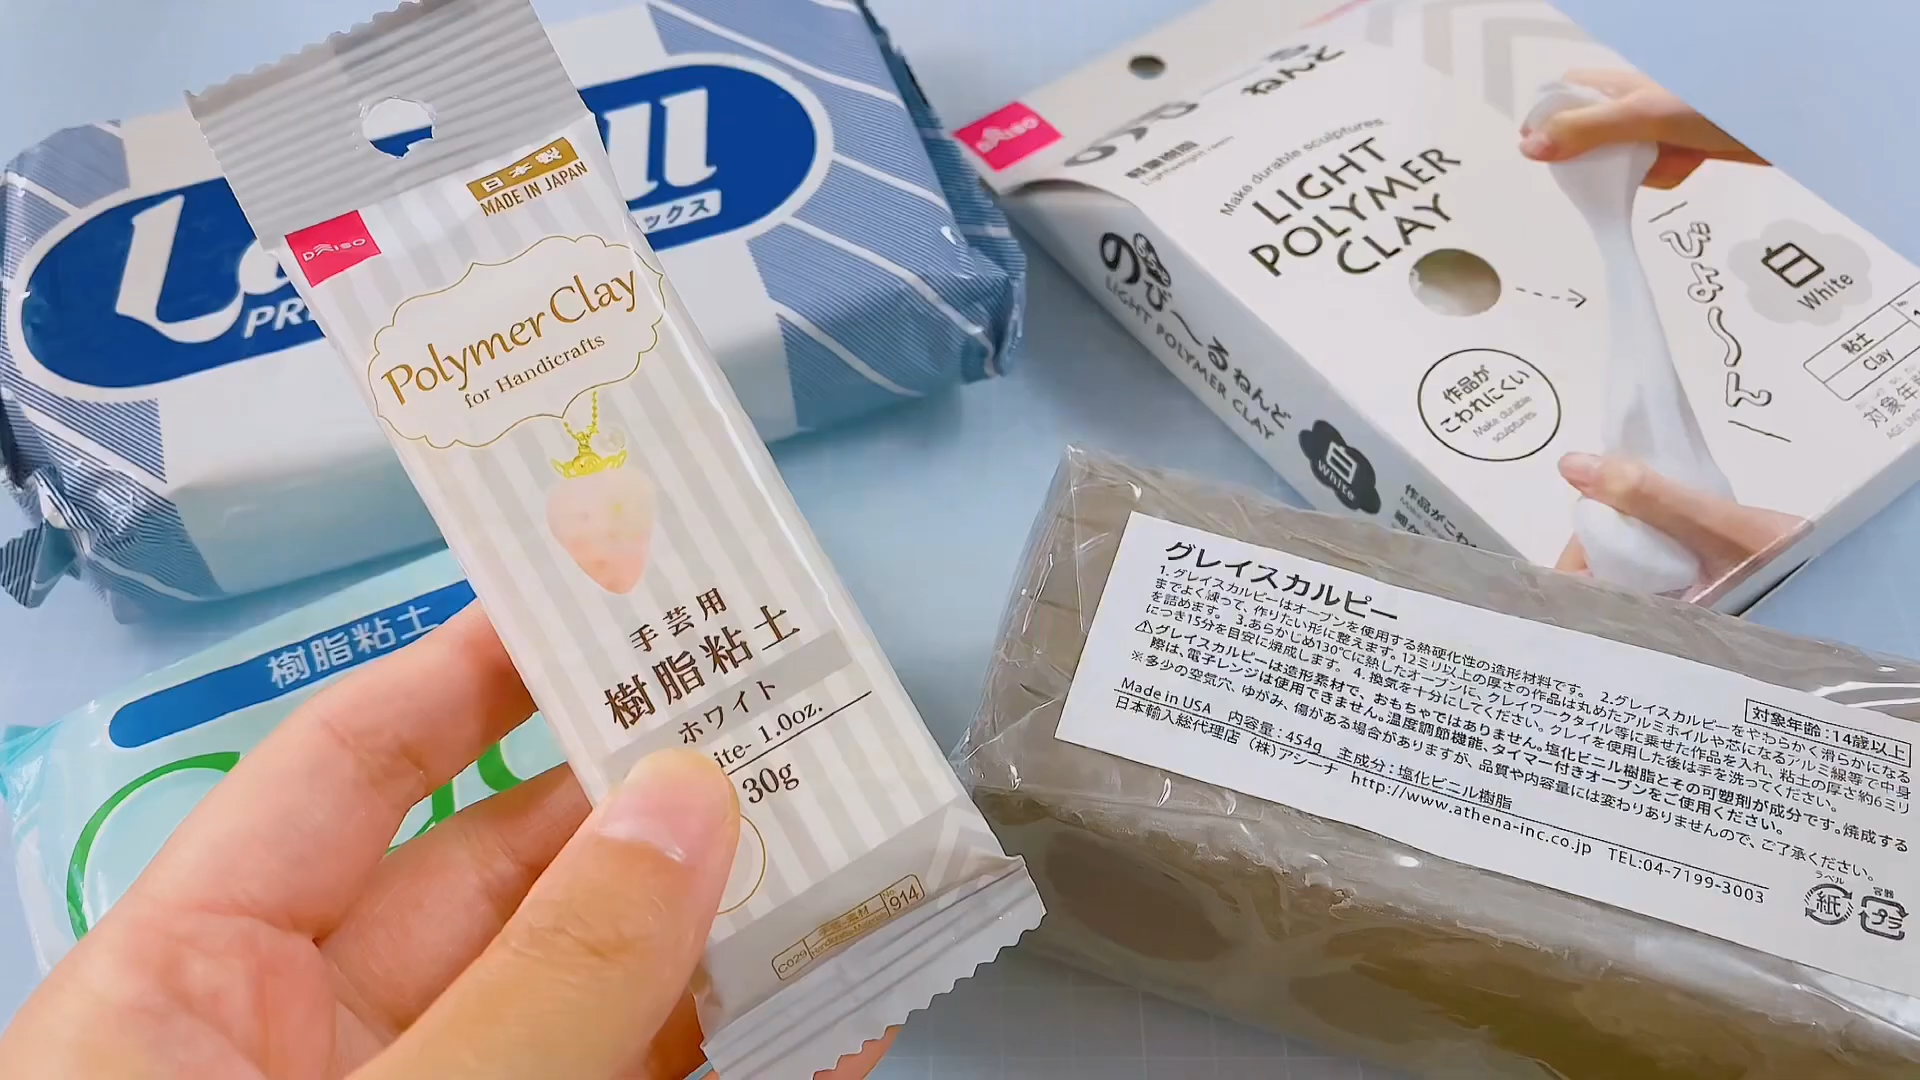 日本製
MADE IN JAPAN
DAISO
Polymer Clay
for Handicrafts
手芸用
樹脂粘土
ホワイト
ite- 1.0oz.
30g
C029
No.
914
ll
ックス
PR
樹脂粘土
DAISO
ねんど
軽量樹脂
Make durable sculptures
LIGHT
POLYMER
CLAY
びよ〜ん
白
White
粘土
Clay
作品が
こわれにくい
Make durable
sculptures
対象年
のび〜るねんど
LIGHT POLYMER CLAY
白
White
グレイスカルピー
1. グレイスカルピーはオーブンを使用する熱硬化性の造形材料です。 2.グレイスカルピーをやわらかく滑らかになる
までよく練って、作りたい形に整えます。12ミリ以上の厚さの作品は丸めたアルミホイルや芯になるアルミ線等で中身
を詰めます。 3.あらかじめ130℃に熱したオーブンに、クレイワークタイル等に乗せた作品を入れ、粘土の厚さ約6ミリ
につき15分を目安に焼成します。 4.換気を十分にしてください。クレイを使用した後は手を洗ってください。
⚠グレイスカルピーは造形素材で、おもちゃではありません。塩化ビニル樹脂とその可塑剤が成分です。焼成する
際は、電子レンジは使用できません。温度調節機能、タイマー付きオーブンをご使用ください。
※多少の空気穴、ゆがみ、傷がある場合がありますが、品質や内容量には変わりありませんので、ご了承ください。
対象年齢：14歳以上
Made in USA 内容量：454g 主成分：塩化ビニル樹脂
日本輸入総代理店 （株）アシーナ http://www.athena-inc.co.jp TEL:04-7199-3003
ラベル
紙
容器
プラ